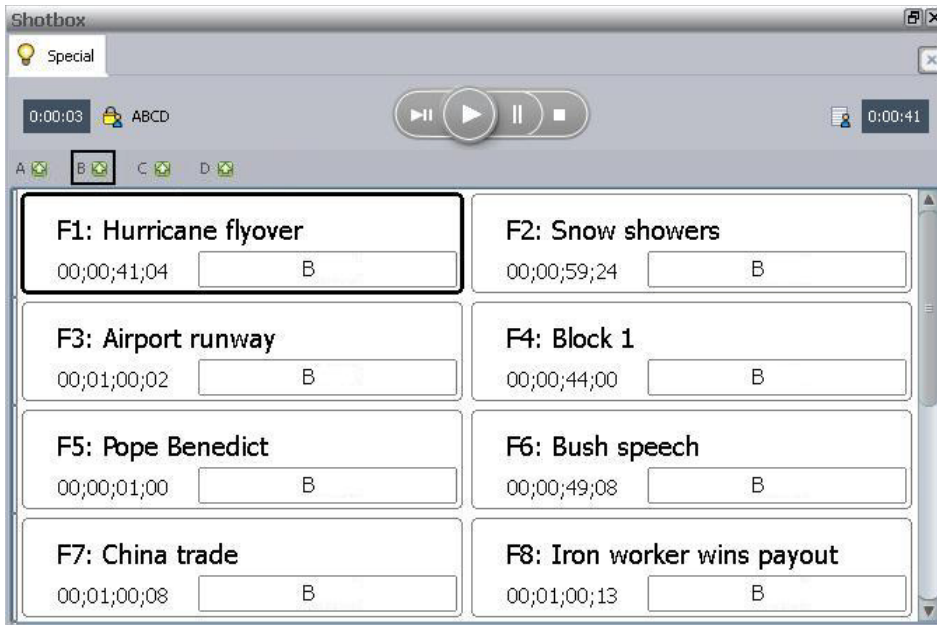 Shotbox
Special
0:00:03 ABCD 0:00:41
A B C D
F1: Hurricane flyover
00;00;41;04 B
F2: Snow showers
00;00;59;24 B
F3: Airport runway
00;01;00;02 B
F4: Block 1
00;00;44;00 B
F5: Pope Benedict
00;00;01;00 B
F6: Bush speech
00;00;49;08 B
F7: China trade
00;01;00;08 B
F8: Iron worker wins payout
00;01;00;13 B